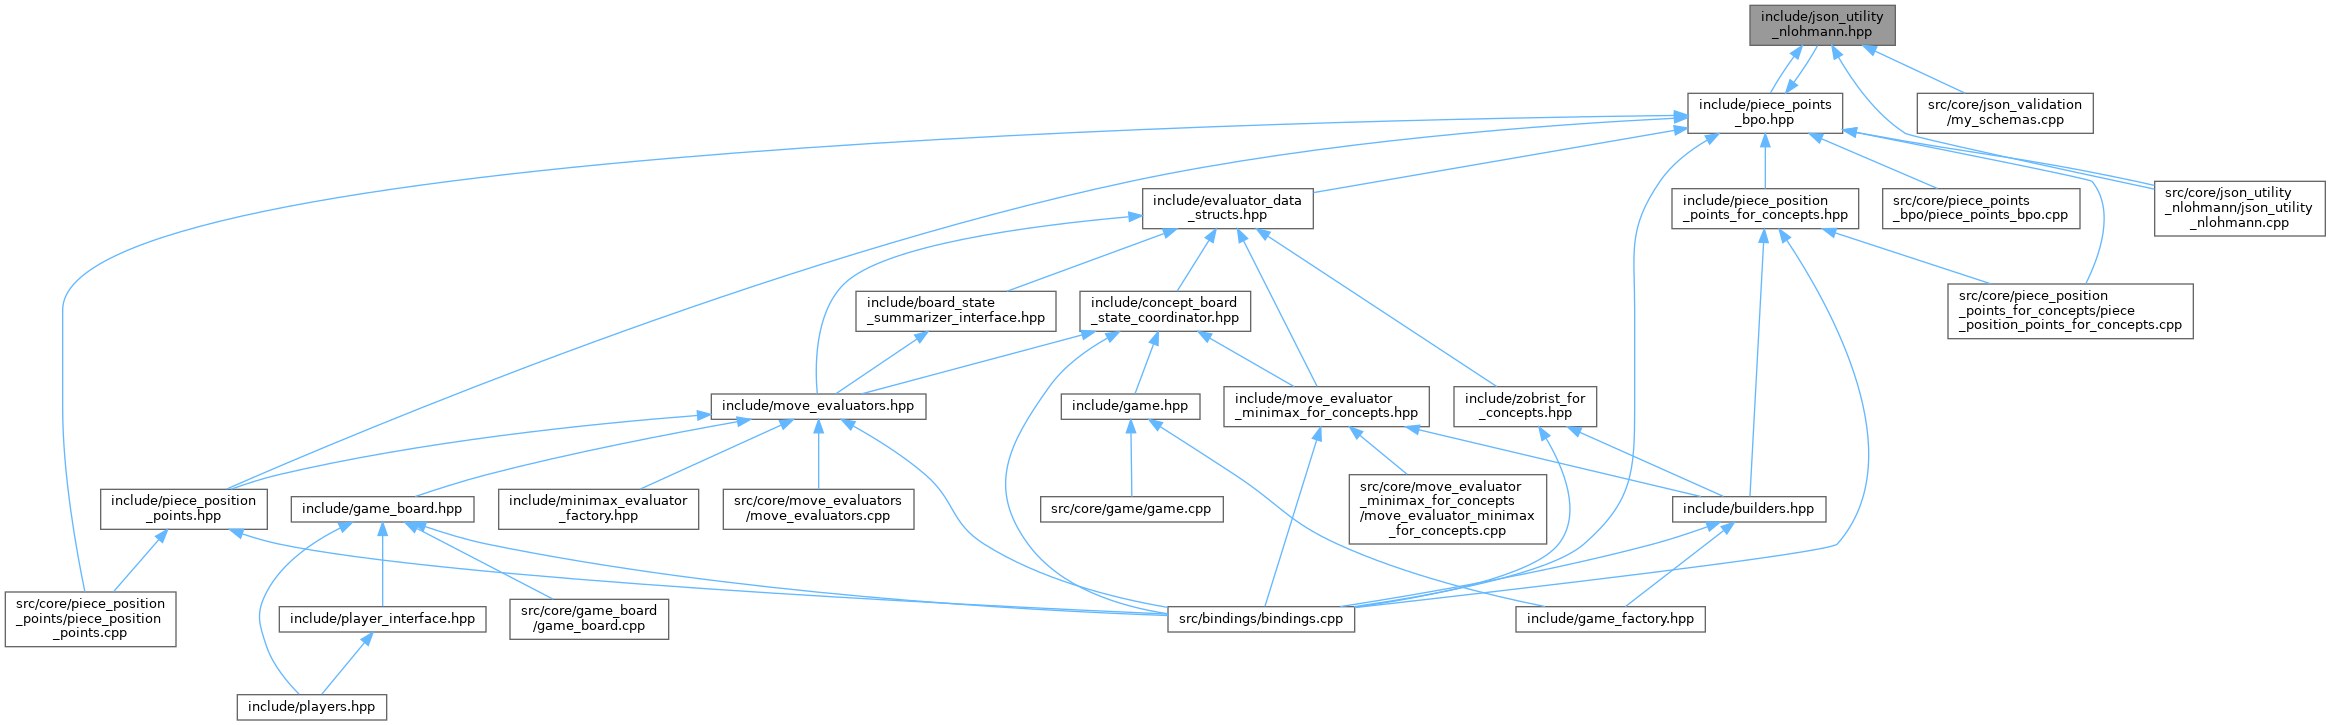 include/json_utility
_nlohmann.hpp
include/piece_points
_bpo.hpp
src/core/json_validation
/my_schemas.cpp
include/evaluator_data
_structs.hpp
include/piece_position
_points_for_concepts.hpp
src/core/piece_points
_bpo/piece_points_bpo.cpp
src/core/json_utility
_nlohmann/json_utility
_nlohmann.cpp
include/board_state
_summarizer_interface.hpp
include/concept_board
_state_coordinator.hpp
src/core/piece_position
_points_for_concepts/piece
_position_points_for_concepts.cpp
include/move_evaluators.hpp
include/game.hpp
include/move_evaluator
_minimax_for_concepts.hpp
include/zobrist_for
_concepts.hpp
include/piece_position
_points.hpp
include/game_board.hpp
include/minimax_evaluator
_factory.hpp
src/core/move_evaluators
/move_evaluators.cpp
src/core/game/game.cpp
src/core/move_evaluator
_minimax_for_concepts
/move_evaluator_minimax
_for_concepts.cpp
include/builders.hpp
src/core/piece_position
_points/piece_position
_points.cpp
include/player_interface.hpp
src/core/game_board
/game_board.cpp
src/bindings/bindings.cpp
include/game_factory.hpp
include/players.hpp